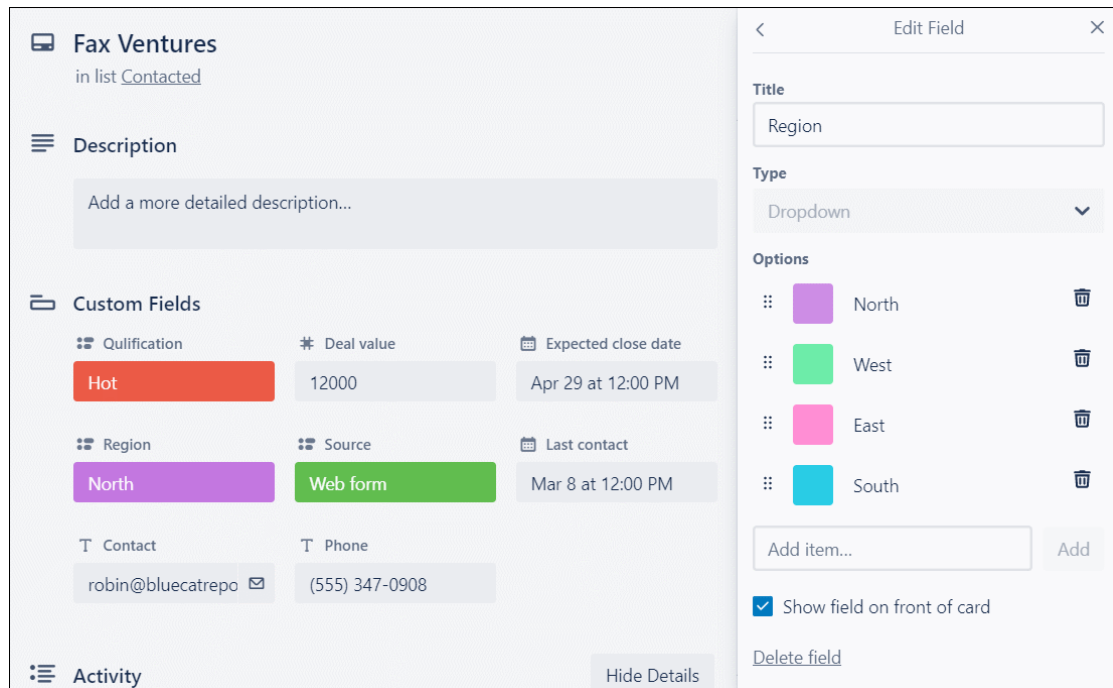 Fax Ventures
in list Contacted
Description
Add a more detailed description...
Custom Fields
Qulification
Deal value
Expected close date
Hot
12000
Apr 29 at 12:00 PM
Region
Source
Last contact
North
Web form
Mar 8 at 12:00 PM
Contact
Phone
robin@bluecatrepo
(555) 347-0908
Activity
Hide Details
Edit Field
Title
Region
Type
Dropdown
Options
North
West
East
South
Add item...
Add
Show field on front of card
Delete field